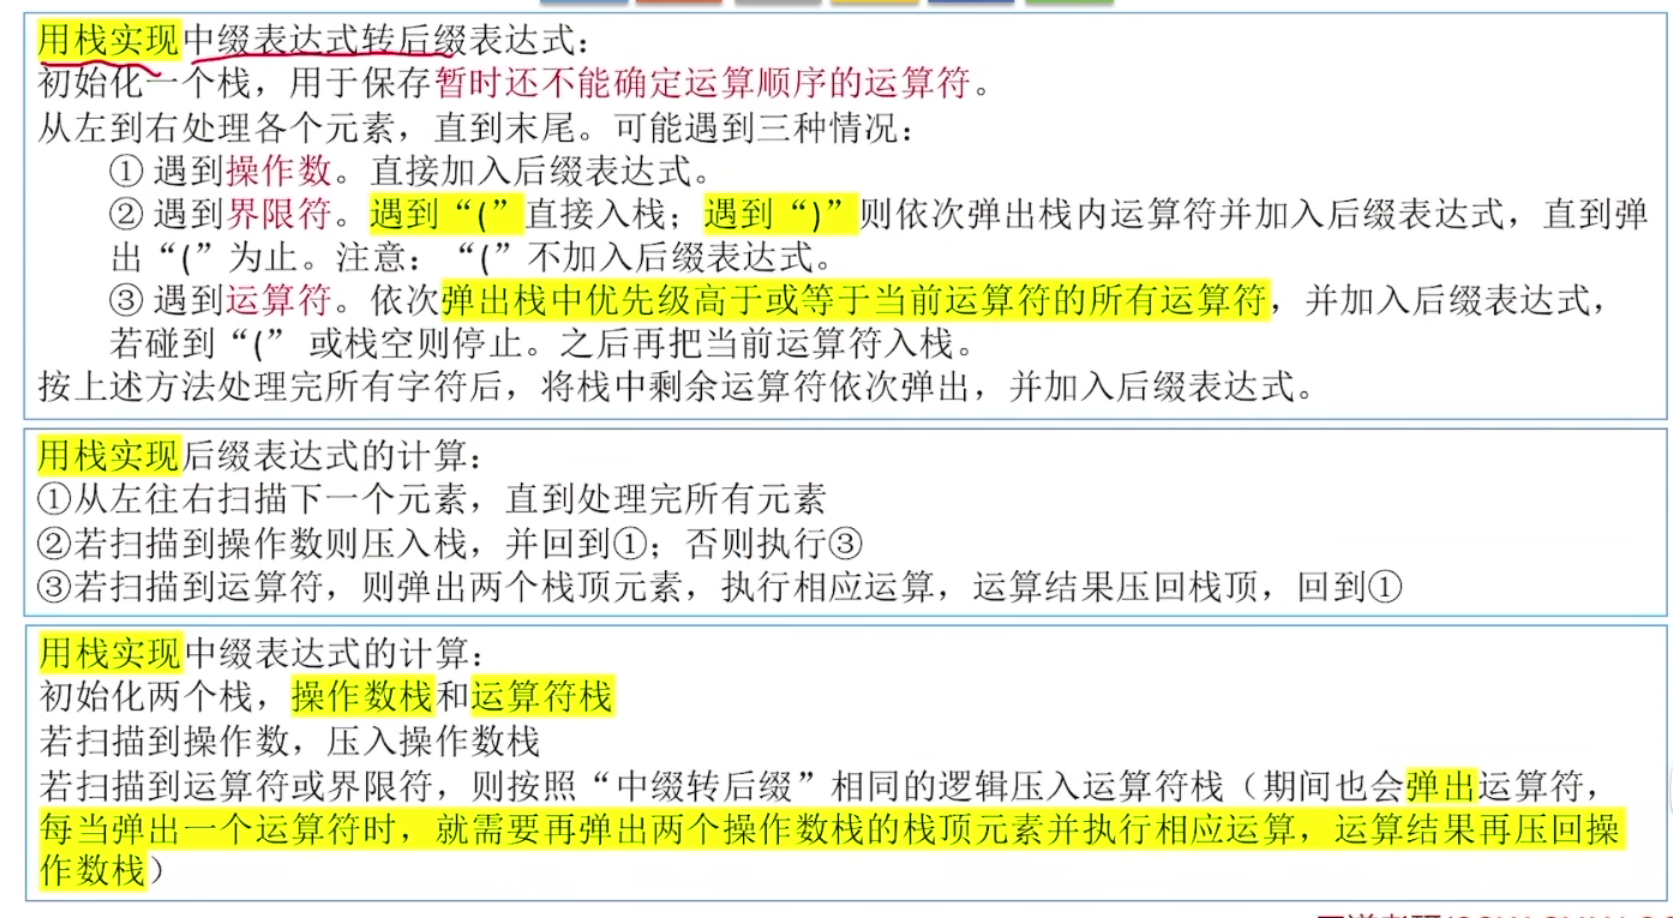 用栈实现中缀表达式转后缀表达式：
初始化一个栈，用于保存暂时还不能确定运算顺序的运算符。
从左到右处理各个元素，直到末尾。可能遇到三种情况：
① 遇到操作数。直接加入后缀表达式。
② 遇到界限符。遇到“(”直接入栈；遇到“)”则依次弹出栈内运算符并加入后缀表达式，直到弹
出“(”为止。注意：“(”不加入后缀表达式。
③ 遇到运算符。依次弹出栈中优先级高于或等于当前运算符的所有运算符，并加入后缀表达式，
若碰到“(” 或栈空则停止。之后再把当前运算符入栈。
按上述方法处理完所有字符后，将栈中剩余运算符依次弹出，并加入后缀表达式。
用栈实现后缀表达式的计算：
①从左往右扫描下一个元素，直到处理完所有元素
②若扫描到操作数则压入栈，并回到①；否则执行③
③若扫描到运算符，则弹出两个栈顶元素，执行相应运算，运算结果压回栈顶，回到①
用栈实现中缀表达式的计算：
初始化两个栈，操作数栈和运算符栈
若扫描到操作数，压入操作数栈
若扫描到运算符或界限符，则按照“中缀转后缀”相同的逻辑压入运算符栈（期间也会弹出运算符，
每当弹出一个运算符时，就需要再弹出两个操作数栈的栈顶元素并执行相应运算，运算结果再压回操
作数栈）